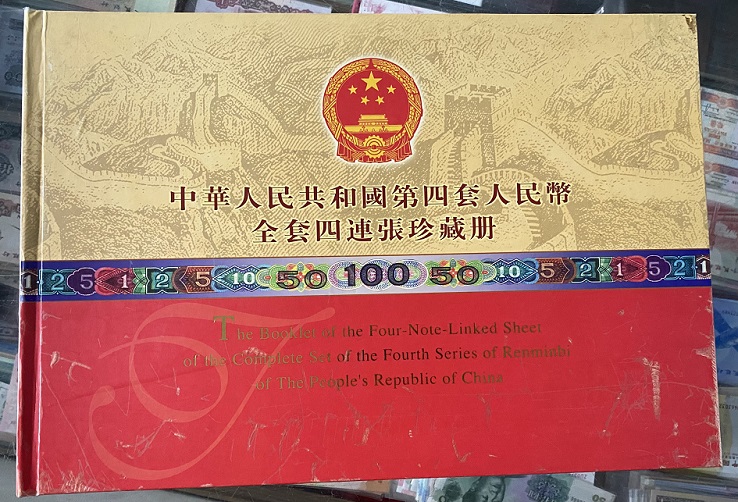 中華人民共和國第四套人民幣
全套四連張珍藏册
1 2 5 1 2 5 10 50 100 50 10 5 2 1 5 2 1
The Booklet of the Four-Note-Linked Sheet
of the Complete Set of the Fourth Series of Renminbi
of The People's Republic of China